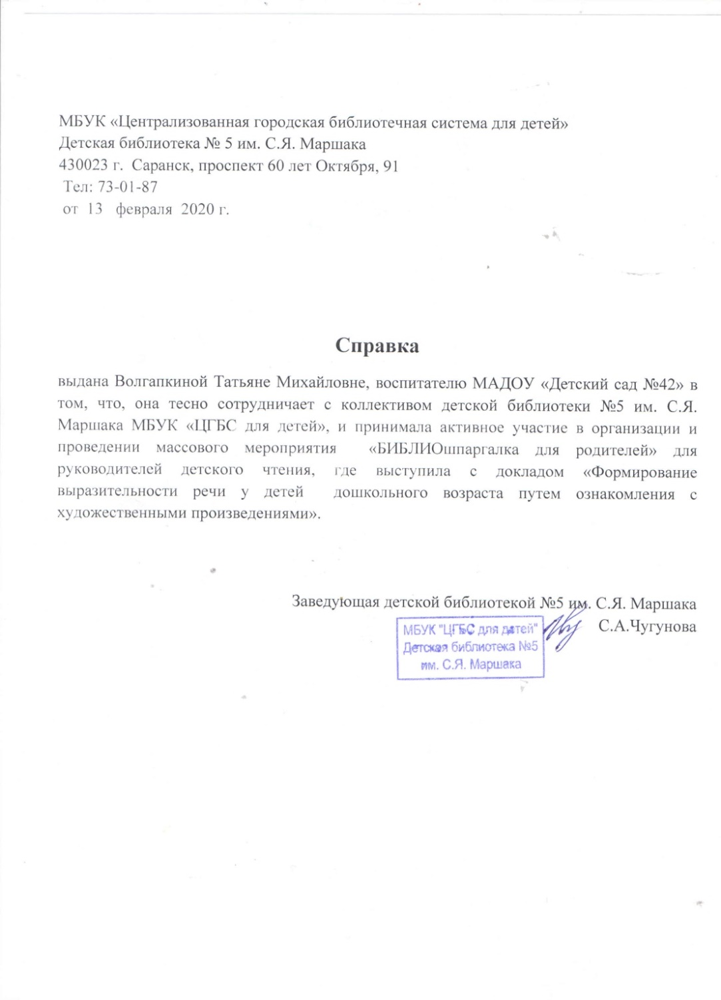 МБУК «Централизованная городская библиотечная система для детей»
Детская библиотека № 5 им. С.Я. Маршака
430023 г. Саранск, проспект 60 лет Октября, 91
Тел: 73-01-87
от 13 февраля 2020 г.
Справка
выдана Волгапкиной Татьяне Михайловне, воспитателю МАДОУ «Детский сад №42» в
том, что, она тесно сотрудничает с коллективом детской библиотеки №5 им. С.Я.
Маршака МБУК «ЦГБС для детей», и принимала активное участие в организации и
проведении массового мероприятия «БИБЛИОшпаргалка для родителей» для
руководителей детского чтения, где выступила с докладом «Формирование
выразительности речи у детей дошкольного возраста путем ознакомления с
художественными произведениями».
Заведующая детской библиотекой №5 им. С.Я. Маршака
С.А.Чугунова
МБУК "ЦГБС для детей"
Детская библиотека №5
им. С.Я. Маршака